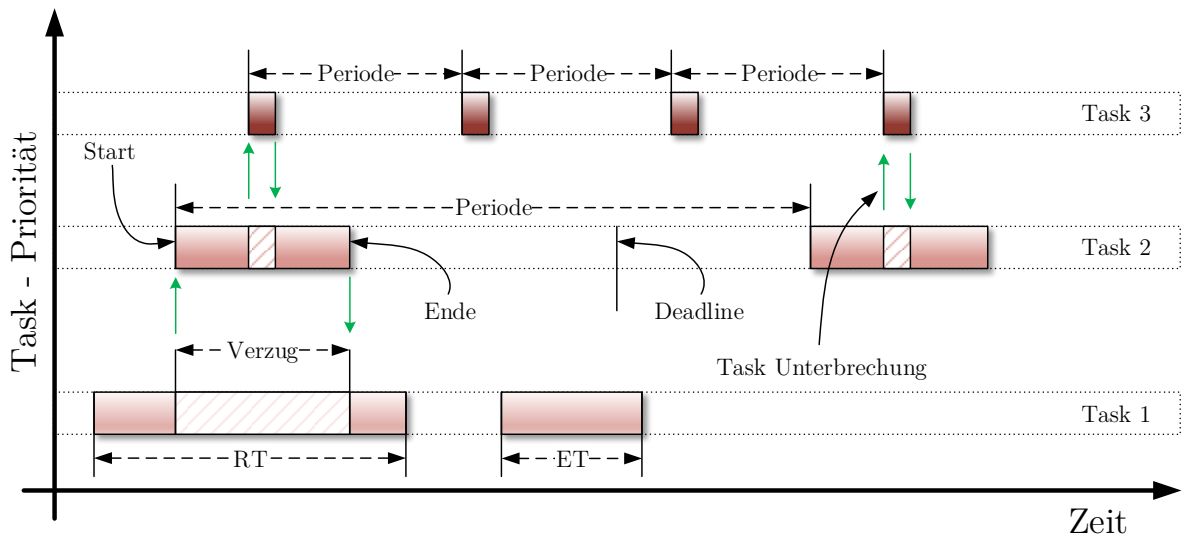 Periode
Periode
Periode
Task 3
Start
Periode
Task 2
Ende
Deadline
Verzug
Task Unterbrechung
Task 1
RT
ET
Zeit
Task - Priorität